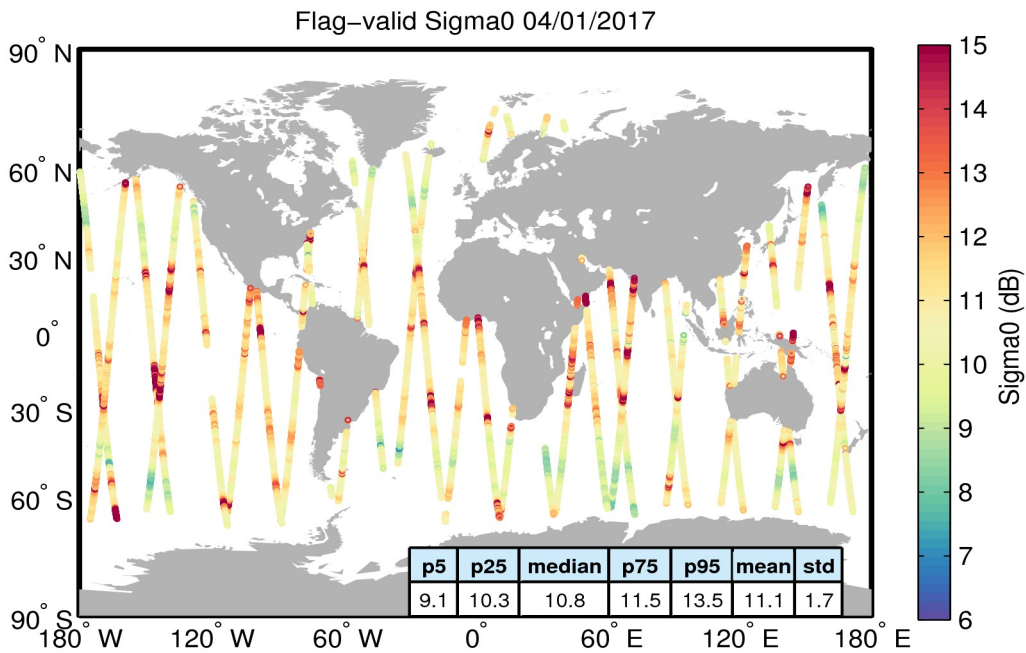 Flag−valid Sigma0 04/01/2017
90° N
60° N
30° N
0°
30° S
60° S
90° S
180° W
120° W
60° W
0°
60° E
120° E
180° E
p5 p25 median p75 p95 mean std
9.1 10.3 10.8 11.5 13.5 11.1 1.7
15
14
13
12
11
10
9
8
7
6
Sigma0 (dB)